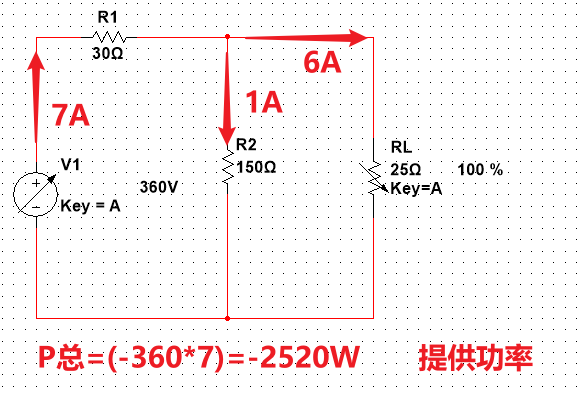 R1
30Ω
6A
7A
1A
R2
150Ω
V1
+
−
Key = A
360V
RL
25Ω
100 %
Key=A
P总=(-360*7)=-2520W 提供功率